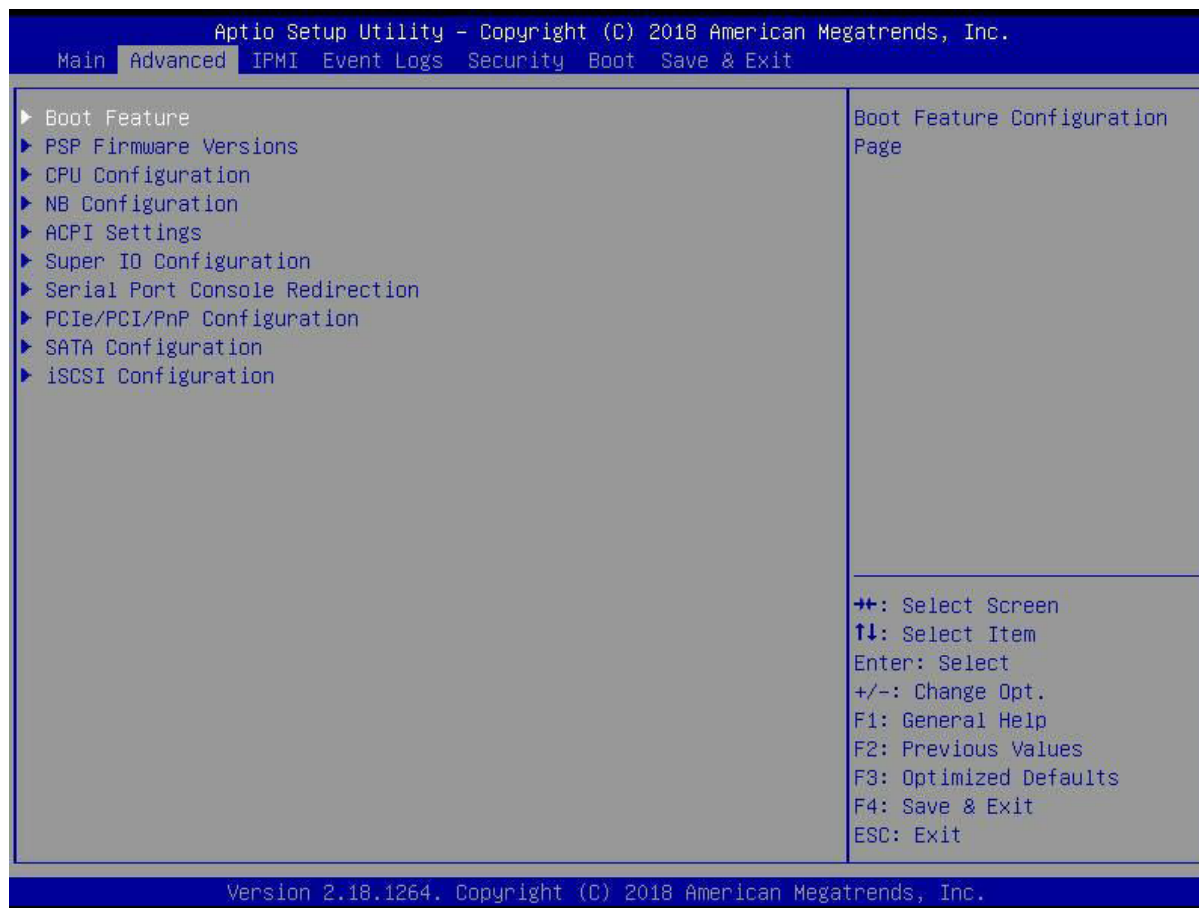 Aptio Setup Utility – Copyright (C) 2018 American Megatrends, Inc.
Main Advanced IPMI Event Logs Security Boot Save & Exit
Boot Feature
PSP Firmware Versions
CPU Configuration
NB Configuration
ACPI Settings
Super IO Configuration
Serial Port Console Redirection
PCIe/PCI/PnP Configuration
SATA Configuration
iSCSI Configuration
Boot Feature Configuration
Page
→←: Select Screen
↑↓: Select Item
Enter: Select
+/-: Change Opt.
F1: General Help
F2: Previous Values
F3: Optimized Defaults
F4: Save & Exit
ESC: Exit
Version 2.18.1264. Copyright (C) 2018 American Megatrends, Inc.